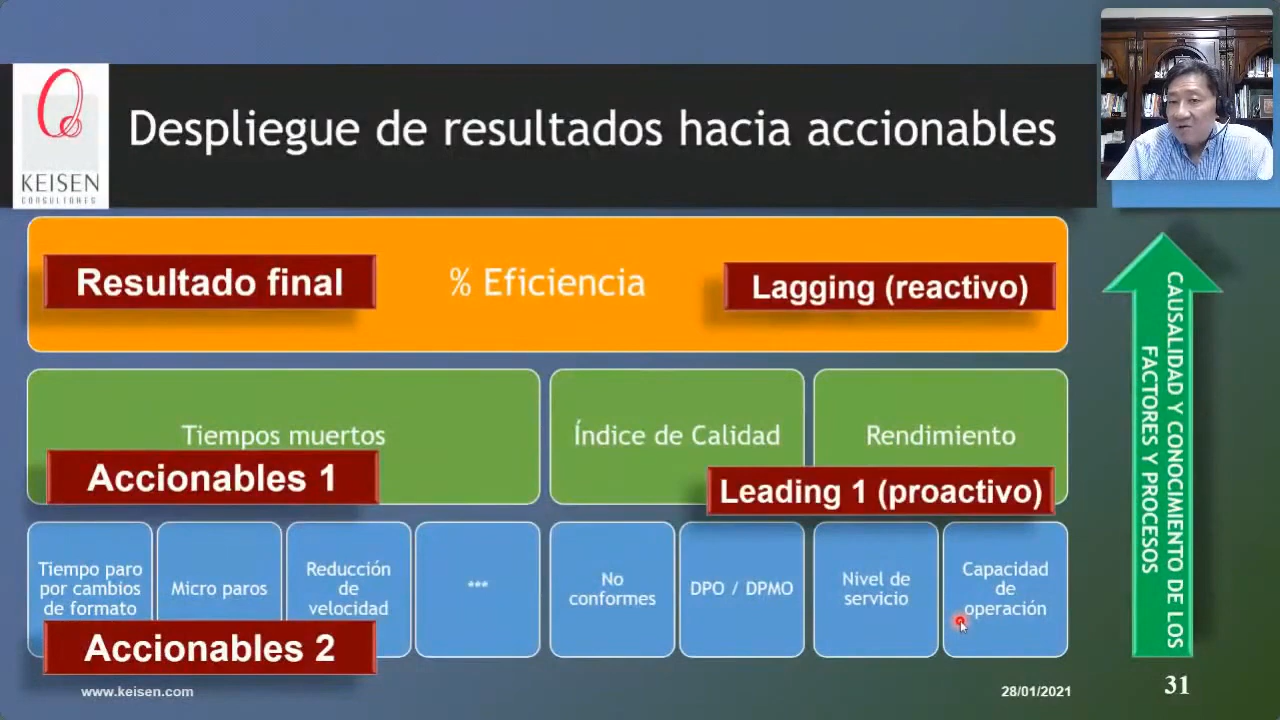 KEISEN
CONSULTORES
Despliegue de resultados hacia accionables
Resultado final
% Eficiencia
Lagging (reactivo)
Tiempos muertos
Índice de Calidad
Rendimiento
Accionables 1
Leading 1 (proactivo)
Tiempo paro
por cambios
de formato
Micro paros
Reducción
de
velocidad
***
No
conformes
DPO / DPMO
Nivel de
servicio
Capacidad
de
operación
Accionables 2
CAUSALIDAD Y CONOCIMIENTO DE LOS
FACTORES Y PROCESOS
www.keisen.com
28/01/2021
31